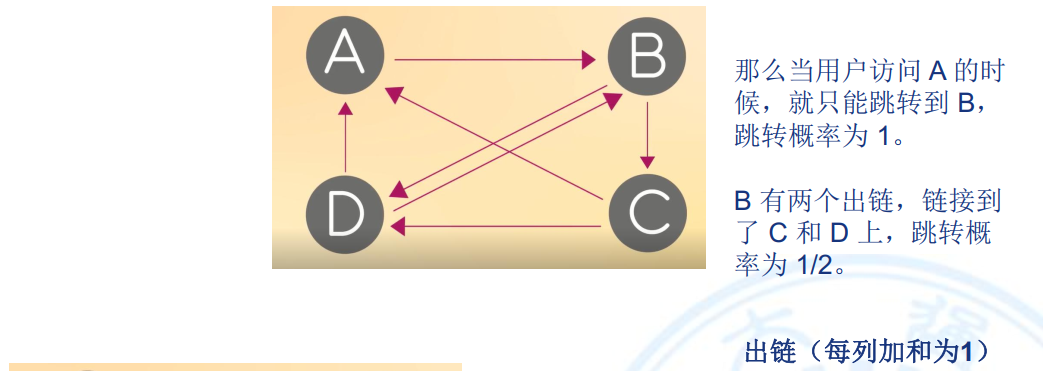 A
B
D
C
那么当用户访问 A 的时
候，就只能跳转到 B，
跳转概率为 1。
B 有两个出链，链接到
了 C 和 D 上，跳转概
率为 1/2。
出链（每列加和为1）